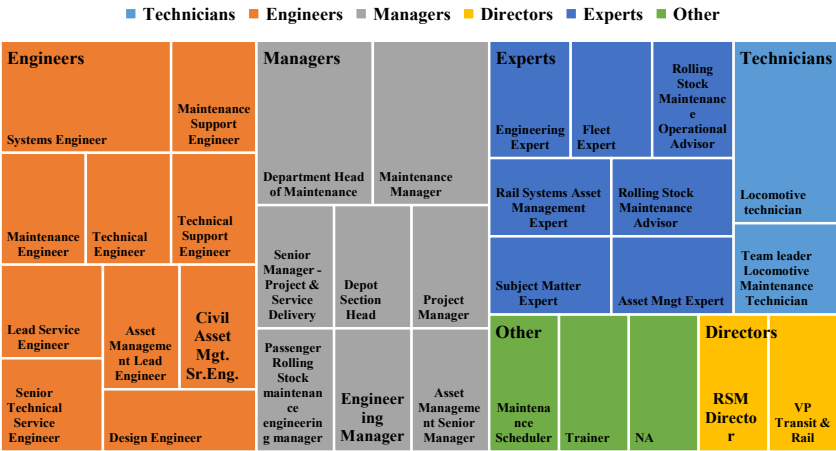 Technicians Engineers Managers Directors Experts Other
Engineers
Systems Engineer
Maintenance
Support
Engineer
Maintenance
Engineer
Technical
Engineer
Technical
Support
Engineer
Lead Service
Engineer
Asset
Manageme
nt Lead
Engineer
Civil
Asset
Mgt.
Sr.Eng.
Senior
Technical
Service
Engineer
Design Engineer
Managers
Department Head
of Maintenance
Maintenance
Manager
Senior
Manager -
Project &
Service
Delivery
Depot
Section
Head
Project
Manager
Passenger
Rolling
Stock
maintenan
ce
engineerin
g manager
Engineer
ing
Manager
Asset
Manageme
nt Senior
Manager
Experts
Engineering
Expert
Fleet
Expert
Rolling
Stock
Maintenanc
e
Operational
Advisor
Rail Systems Asset
Management
Expert
Rolling Stock
Maintenance
Advisor
Subject Matter
Expert
Asset Mngt Expert
Technicians
Locomotive
technician
Team leader
Locomotive
Maintenance
Technician
Other
Maintena
nce
Scheduler
Trainer
NA
Directors
RSM
Directo
r
VP
Transit &
Rail